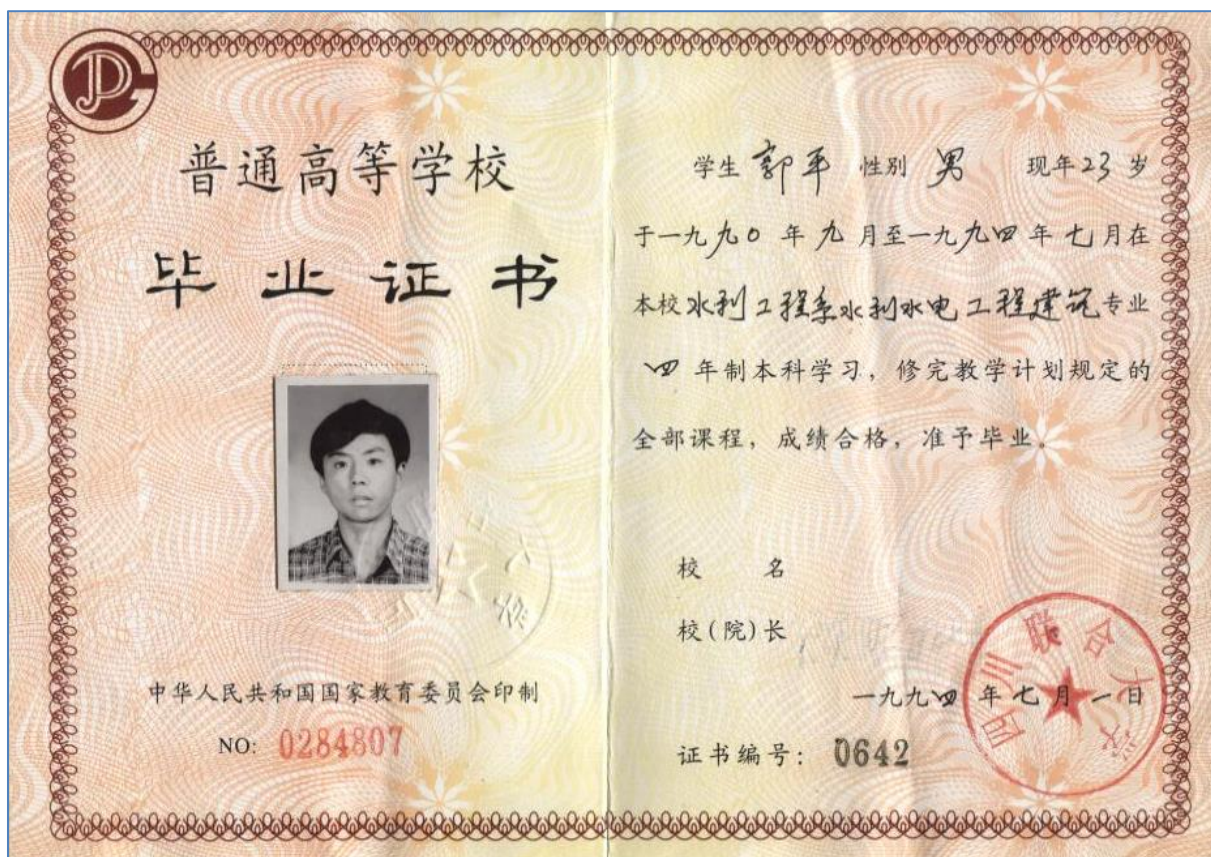 普通高等学校
毕业证书
中华人民共和国国家教育委员会印制
NO: 0284807
学生 郭平 性别 男 现年23岁
于一九九0年九月至一九九四年七月在
本校水利工程系水利水电工程建筑专业
四年制本科学习，修完教学计划规定的
全部课程，成绩合格，准予毕业。
校 名
校(院)长
四川联合大学
一九九四年七月一日
证书编号： 0642